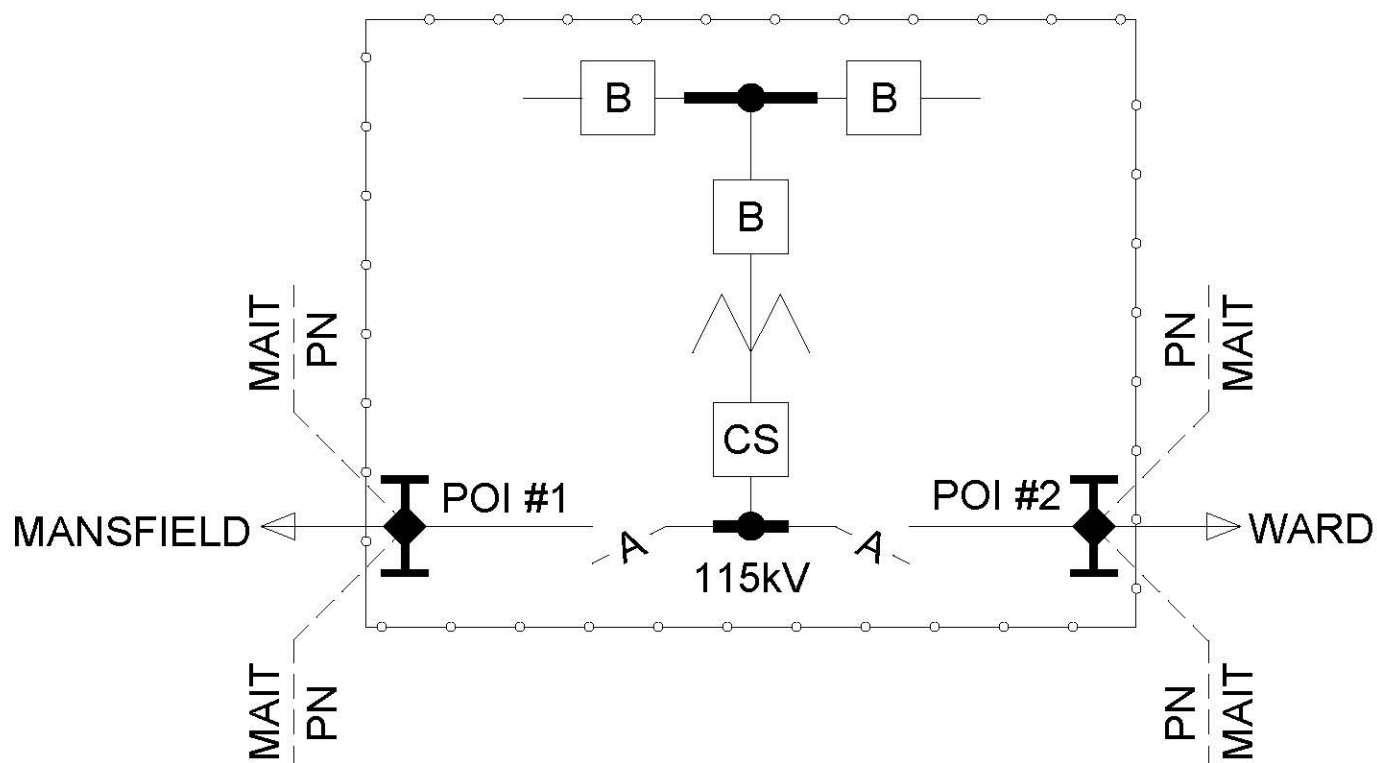 B
B
B
MAIT
PN
PN
MAIT
CS
POI #1
POI #2
MANSFIELD
A
A
WARD
115kV
MAIT
PN
PN
MAIT